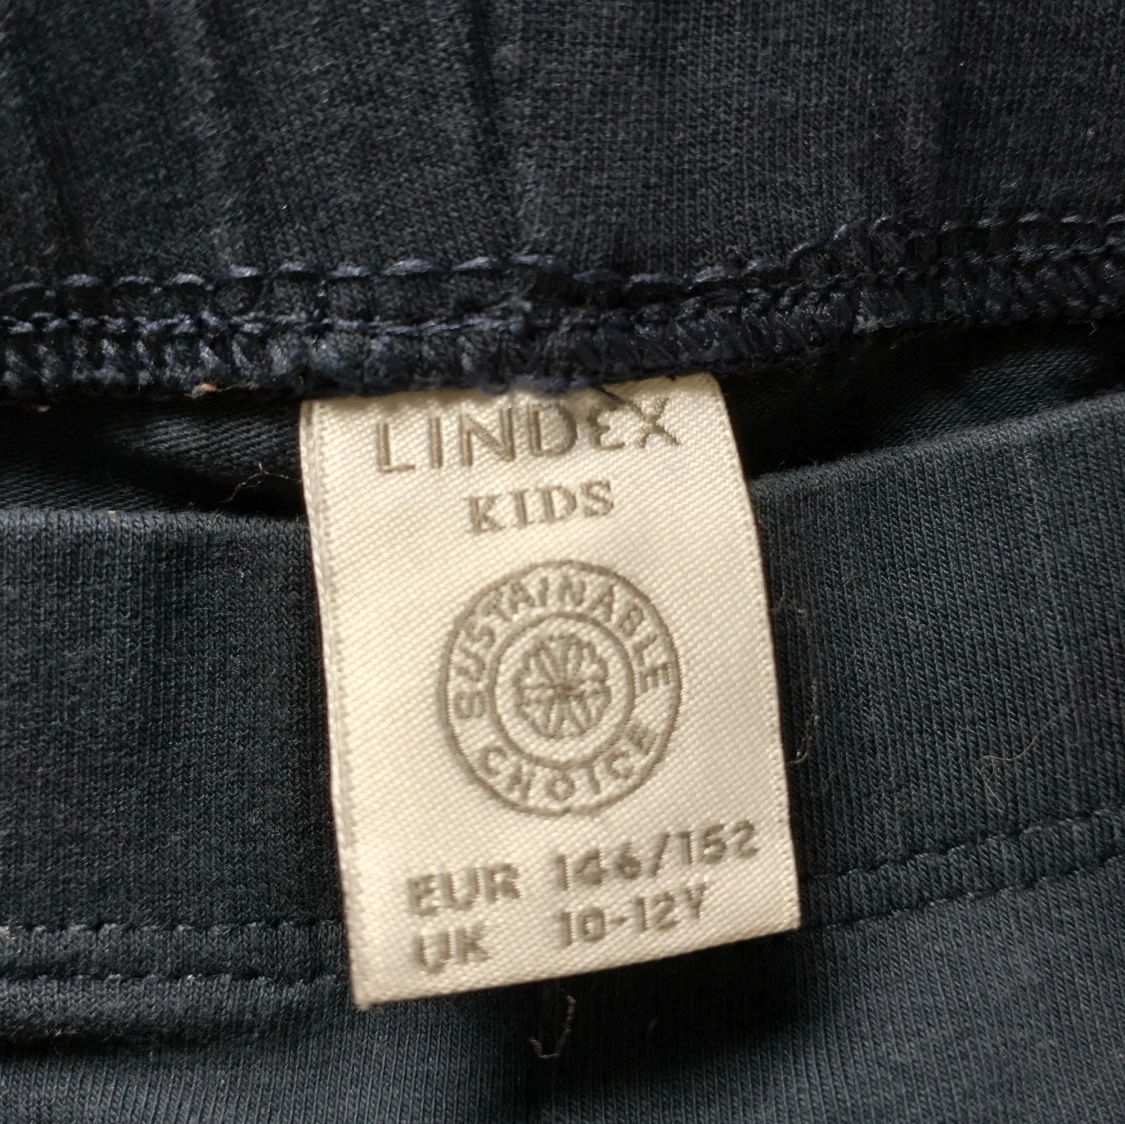 LINDEX
KIDS
SUSTAINABLE
CHOICE
EUR 146/152
UK 10-12Y